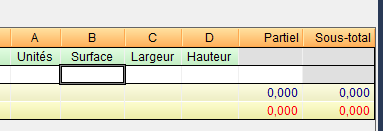 A B C D Partiel Sous-total
Unités Surface Largeur Hauteur
0,000 0,000
0,000 0,000